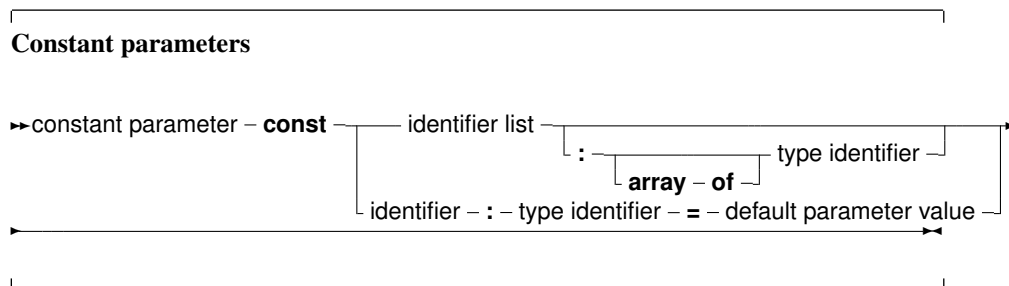 Constant parameters
constant parameter – const – identifier list –
: – type identifier –
array – of –
identifier – : – type identifier – = – default parameter value –